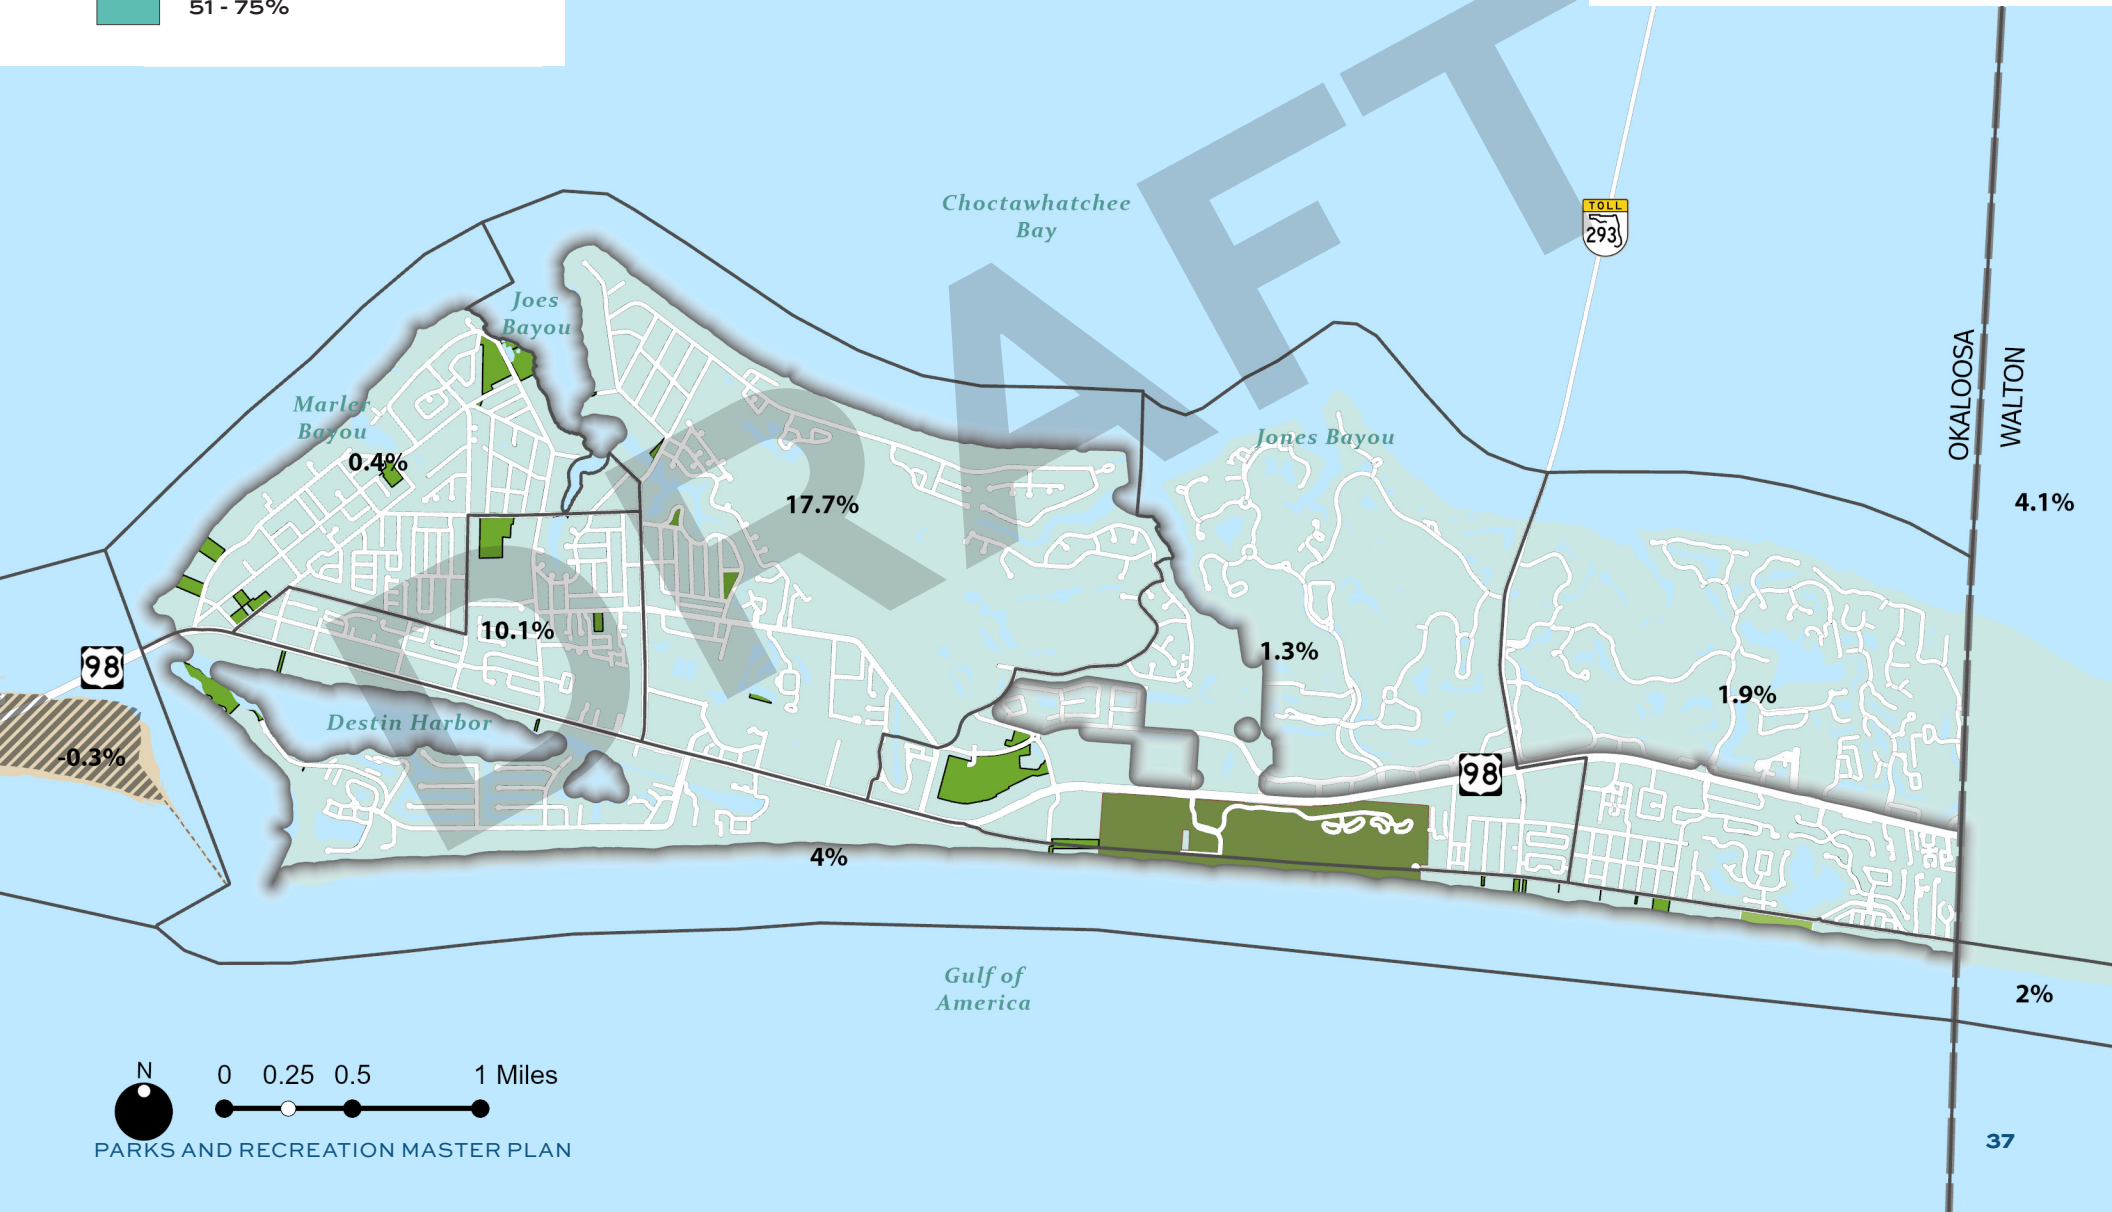 51 - 75%
DRAFT
Choctawhatchee
Bay
TOLL
293
Joes
Bayou
OKALOOSA
WALTON
Marler
Bayou
Jones Bayou
0.4%
17.7%
4.1%
10.1%
1.3%
98
1.9%
Destin Harbor
-0.3%
98
4%
Gulf of
America
2%
N
0 0.25 0.5 1 Miles
PARKS AND RECREATION MASTER PLAN
37